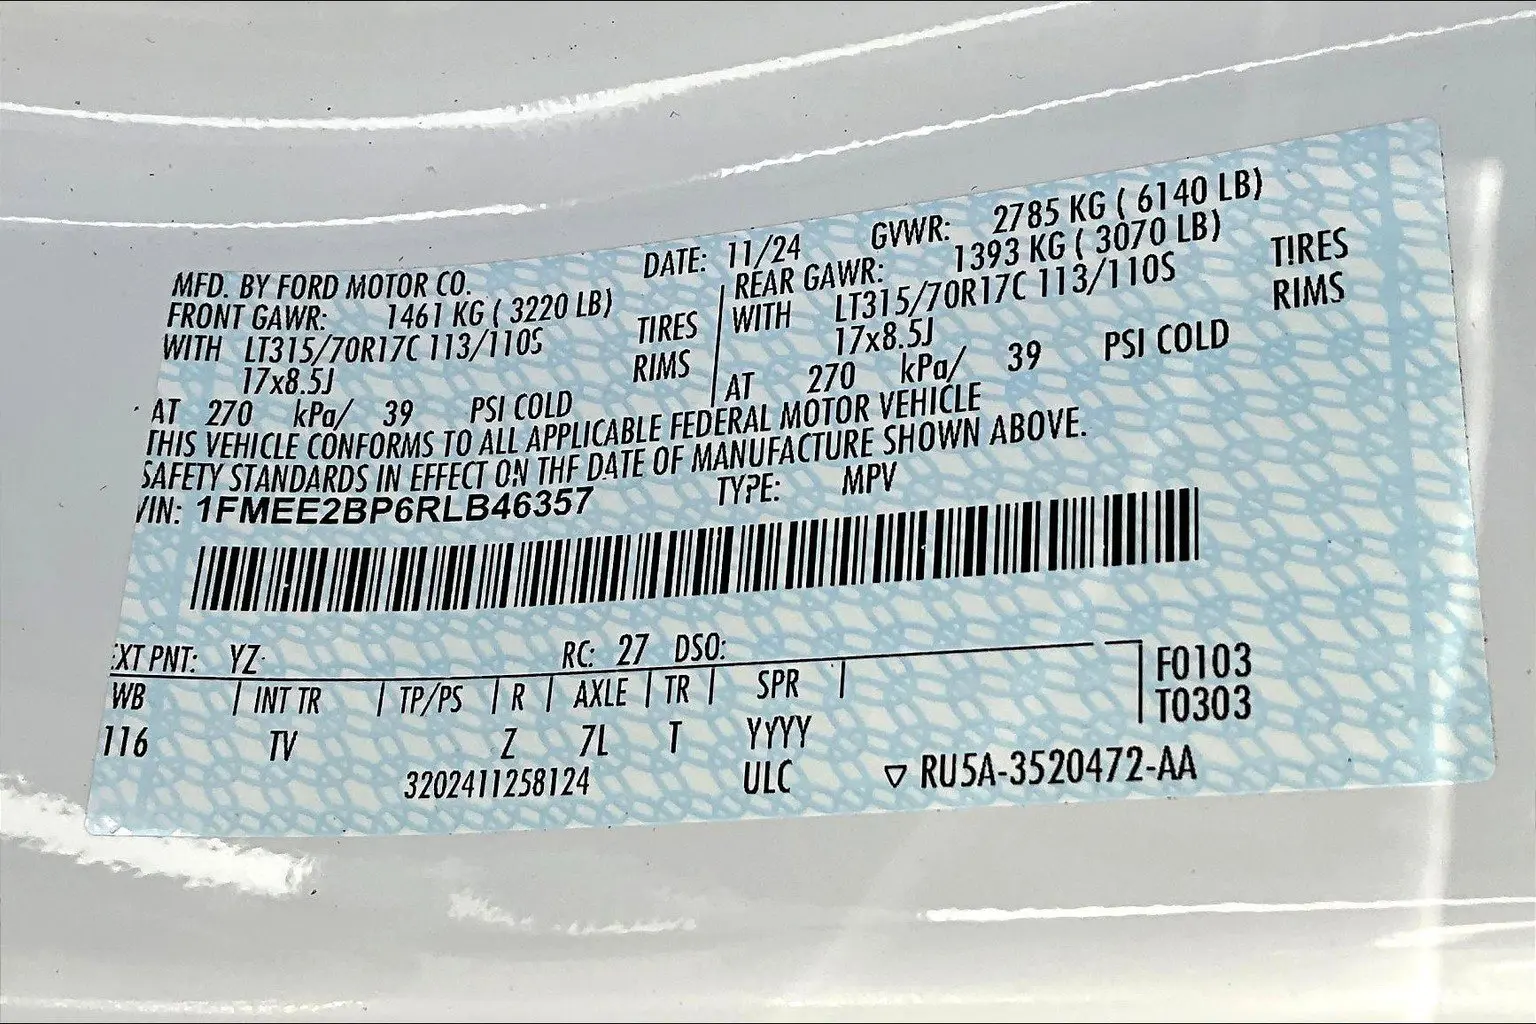 MFD. BY FORD MOTOR CO. DATE: 11/24 GVWR: 2785 KG ( 6140 LB)
FRONT GAWR: 1461 KG ( 3220 LB) REAR GAWR: 1393 KG ( 3070 LB)
WITH LT315/70R17C 113/110S TIRES WITH LT315/70R17C 113/110S TIRES
17x8.5J RIMS 17x8.5J RIMS
AT 270 kPa/ 39 PSI COLD AT 270 kPa/ 39 PSI COLD
THIS VEHICLE CONFORMS TO ALL APPLICABLE FEDERAL MOTOR VEHICLE
SAFETY STANDARDS IN EFFECT ON THE DATE OF MANUFACTURE SHOWN ABOVE.
VIN: 1FMEE2BP6RLB46357 TYPE: MPV
EXT PNT: YZ RC: 27 DSO:
WB | INT TR | TP/PS | R | AXLE | TR | SPR | F0103
T0303
116 TV Z 7L T YYYY
3202411258124 ULC ▽ RU5A-3520472-AA